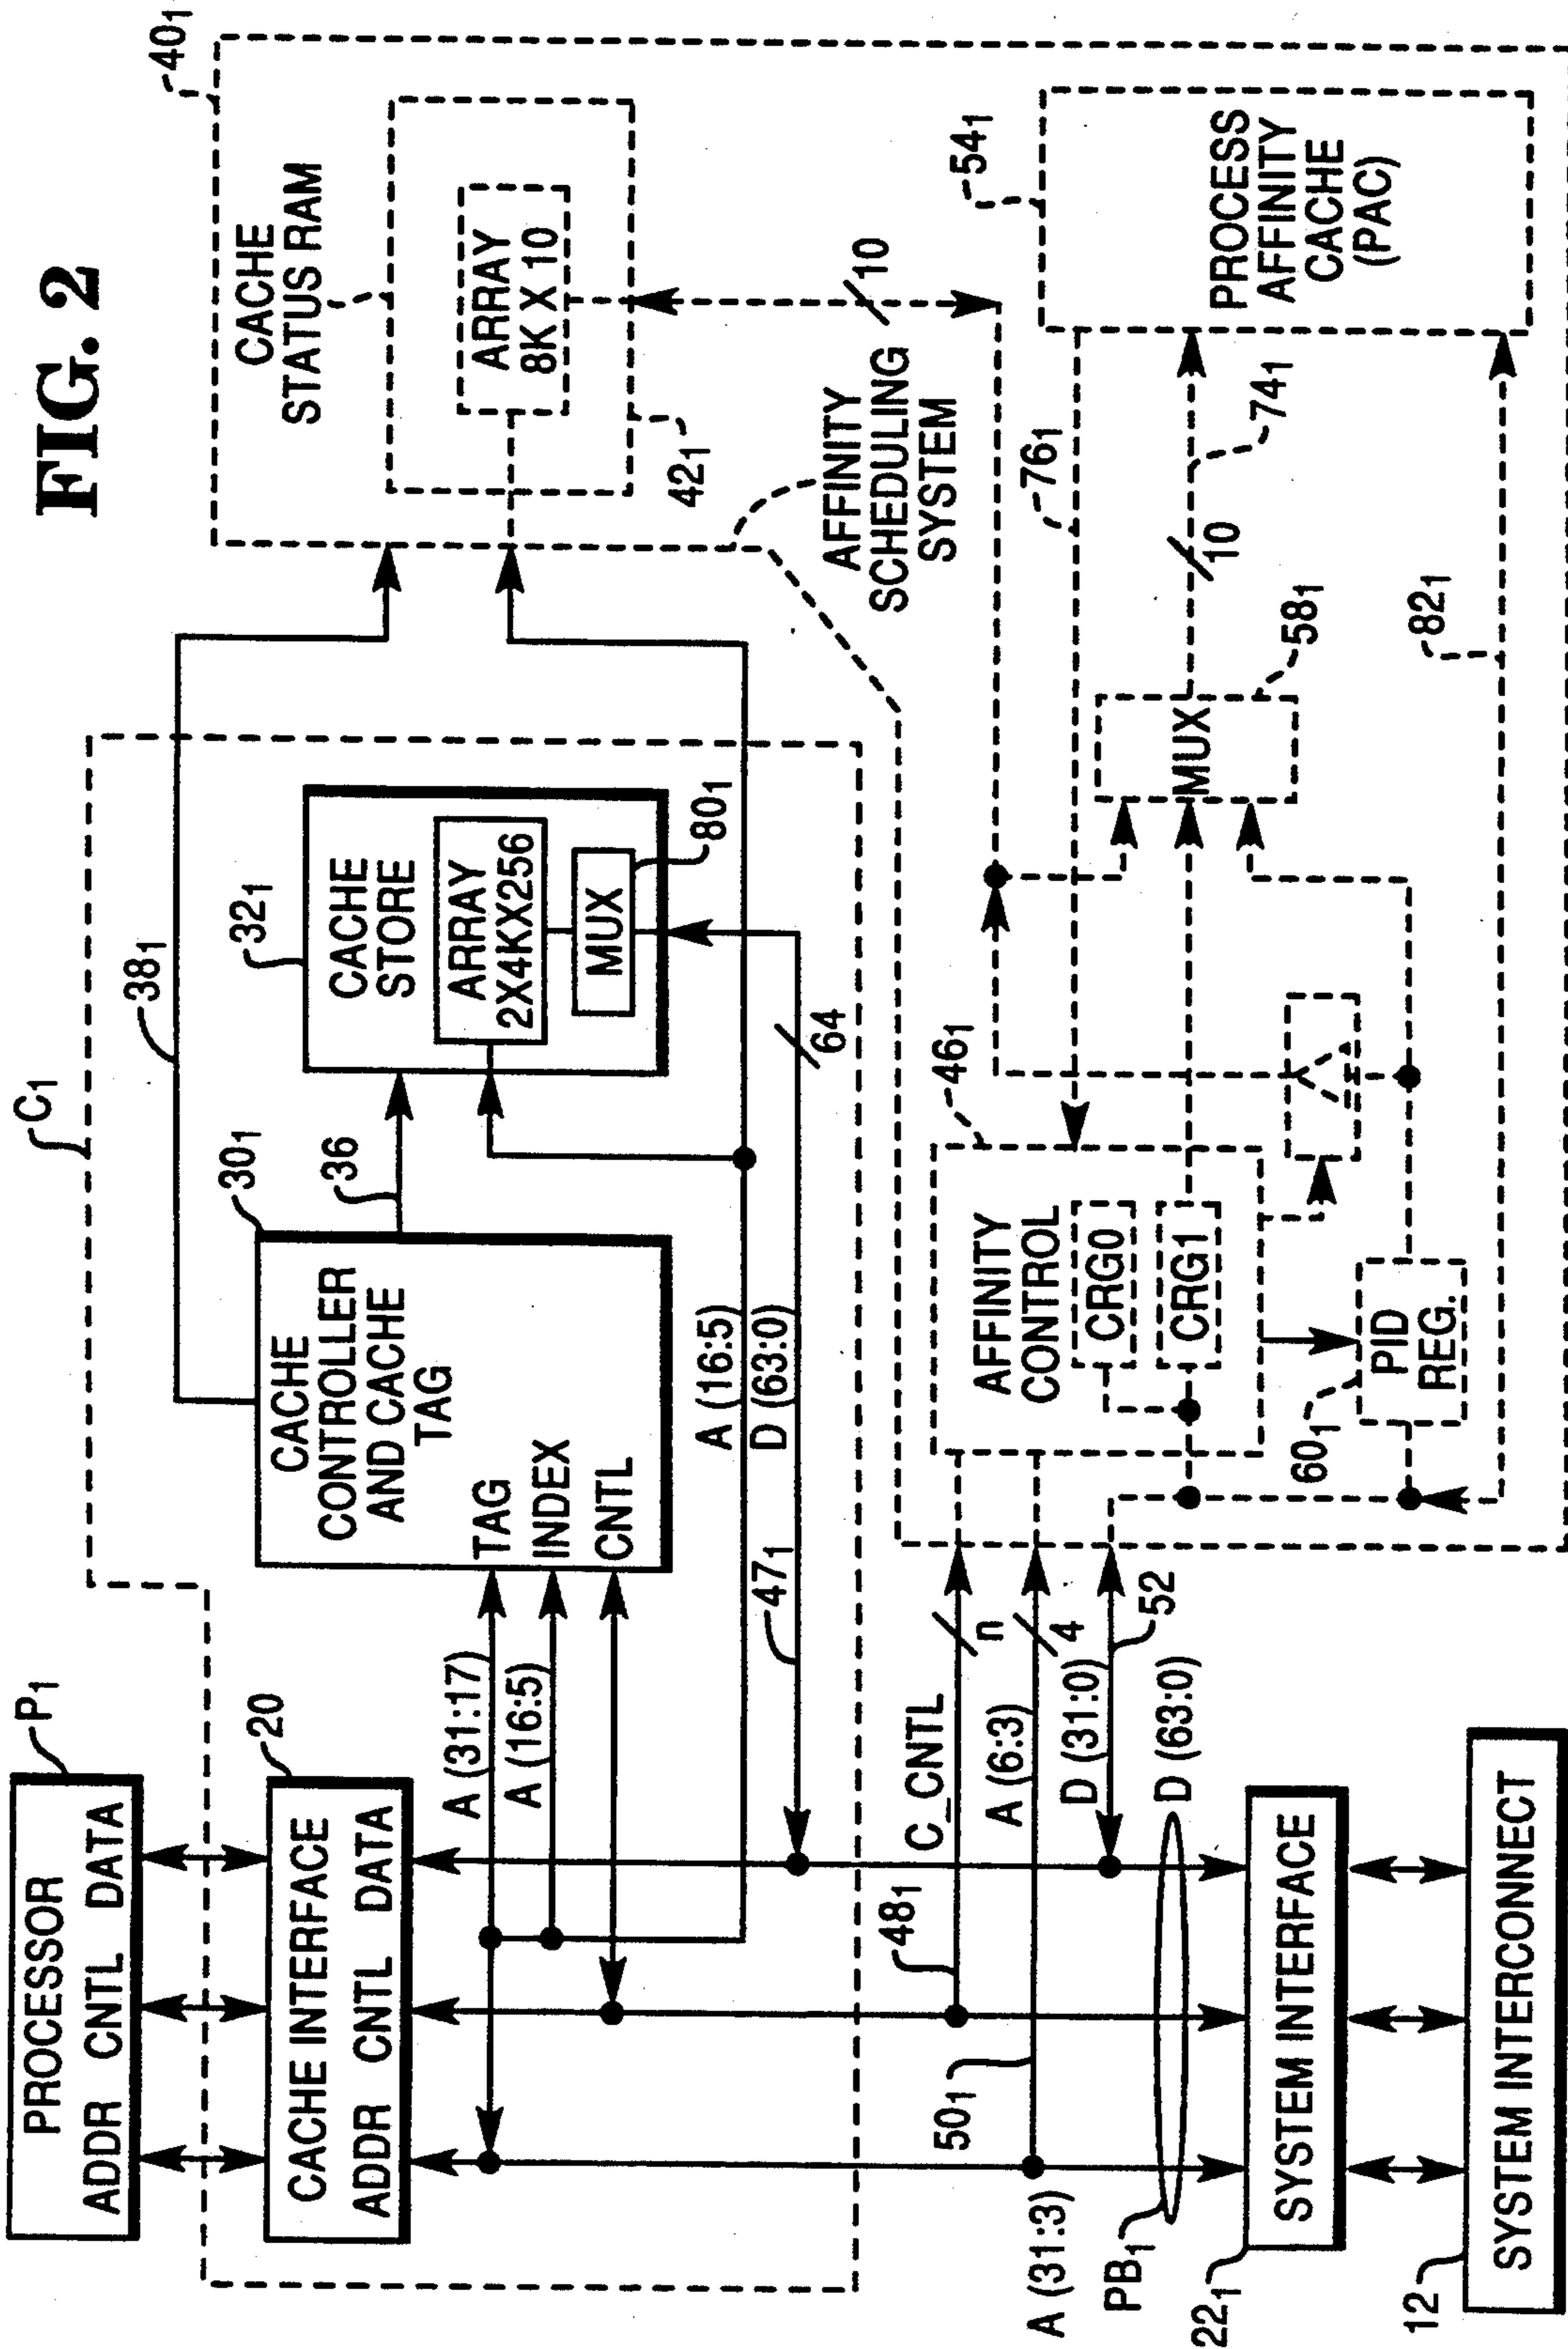 FIG. 2
PROCESSOR
ADDR CNTL DATA
P1
CACHE INTERFACE
ADDR CNTL DATA
20
C1
A (31:17)
A (16:5)
CACHE
CONTROLLER
AND CACHE
TAG
TAG
INDEX
CNTL
301
36
381
CACHE
STORE
ARRAY
2X4KX256
MUX
321
801
A (16:5)
D (63:0)
471
64
401
CACHE
STATUS RAM
ARRAY
8K X 10
421
10
AFFINITY
SCHEDULING
SYSTEM
C_CNTL
n
481
A (6:3)
4
501
D (31:0)
52
D (63:0)
A (31:3)
PB1
SYSTEM INTERFACE
221
SYSTEM INTERCONNECT
12
AFFINITY
CONTROL
CRG0
CRG1
461
PID
REG.
601
MUX
581
10
741
761
821
PROCESS
AFFINITY
CACHE
(PAC)
541